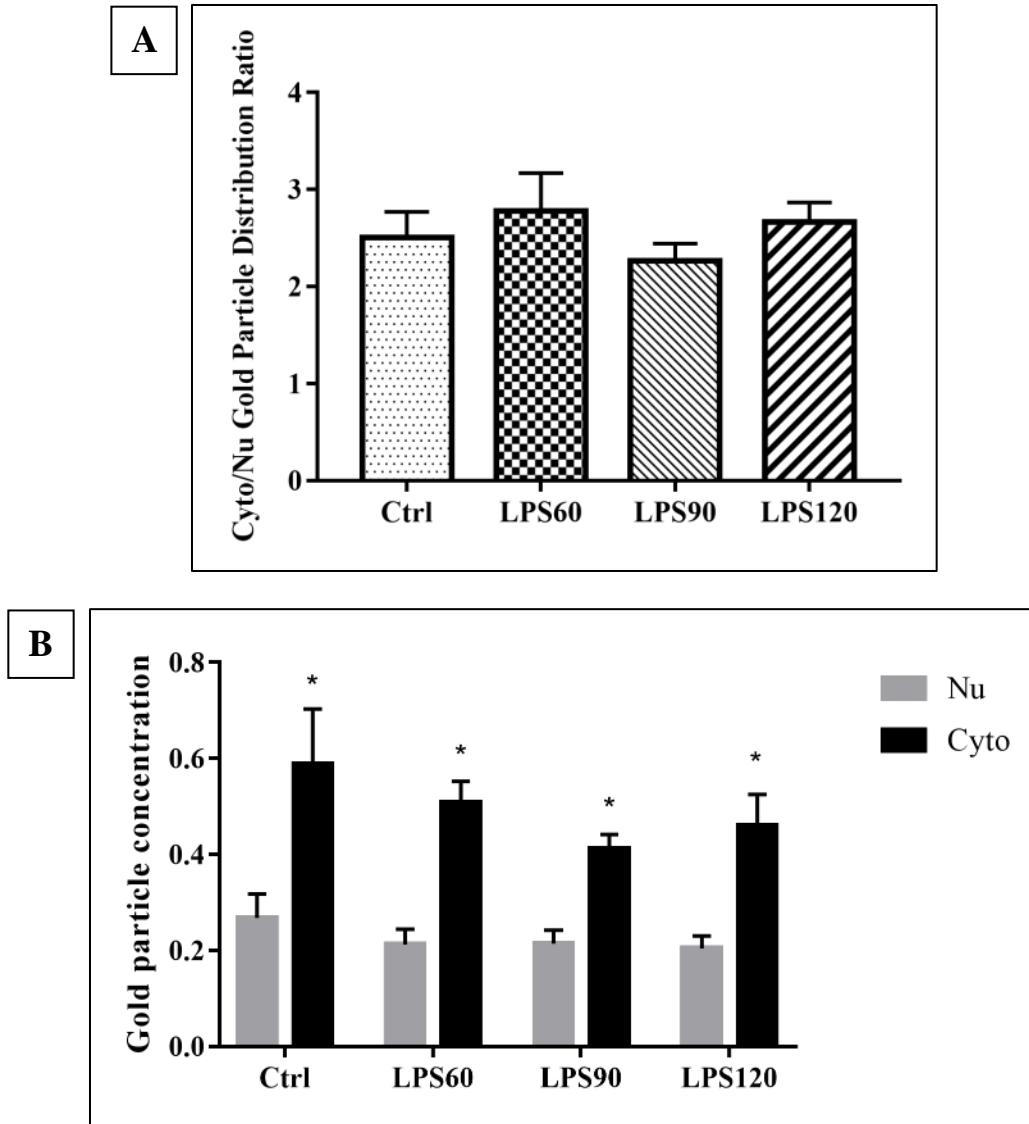 A
Cyto/Nu Gold Particle Distribution Ratio
4
3
2
1
0
Ctrl LPS60 LPS90 LPS120
B
Gold particle concentration
0.8
0.6
0.4
0.2
0.0
* * * *
Ctrl LPS60 LPS90 LPS120
Nu
Cyto